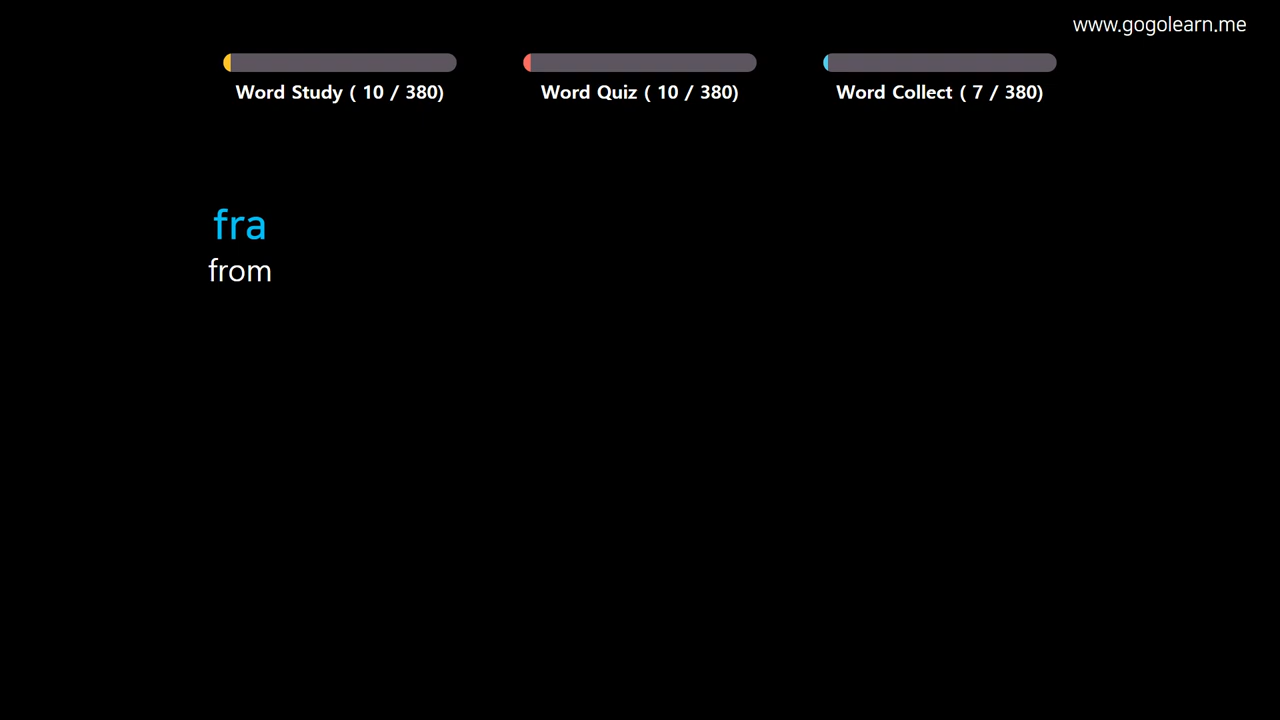 www.gogolearn.me
Word Study ( 10 / 380)
Word Quiz ( 10 / 380)
Word Collect ( 7 / 380)
fra
from